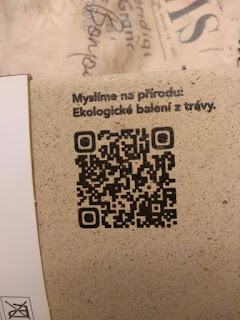 Myslíme na přírodu:
Ekologické balení z trávy.